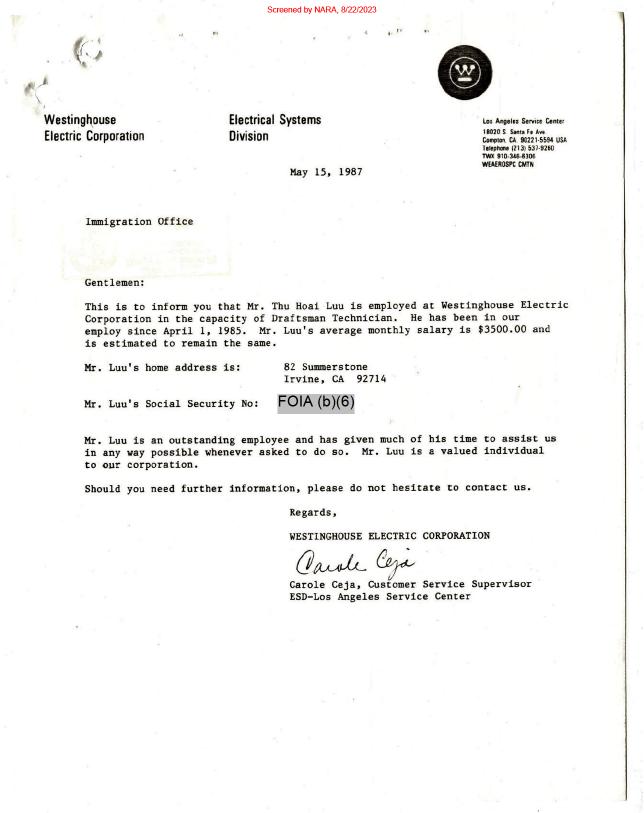 Screened by NARA, 8/22/2023
Westinghouse
Electric Corporation
Electrical Systems
Division
Los Angeles Service Center
18020 S. Santa Fe Ave.
Compton, CA 90221-5594 USA
Telephone (213) 537-9260
TWX 910-346-6306
WEAEROSPC CMTN
May 15, 1987
Immigration Office
Gentlemen:
This is to inform you that Mr. Thu Hoai Luu is employed at Westinghouse Electric
Corporation in the capacity of Draftsman Technician. He has been in our
employ since April 1, 1985. Mr. Luu's average monthly salary is $3500.00 and
is estimated to remain the same.
Mr. Luu's home address is: 82 Summerstone
Irvine, CA 92714
Mr. Luu's Social Security No: FOIA (b)(6)
Mr. Luu is an outstanding employee and has given much of his time to assist us
in any way possible whenever asked to do so. Mr. Luu is a valued individual
to our corporation.
Should you need further information, please do not hesitate to contact us.
Regards,
WESTINGHOUSE ELECTRIC CORPORATION
Carole Ceja
Carole Ceja, Customer Service Supervisor
ESD-Los Angeles Service Center